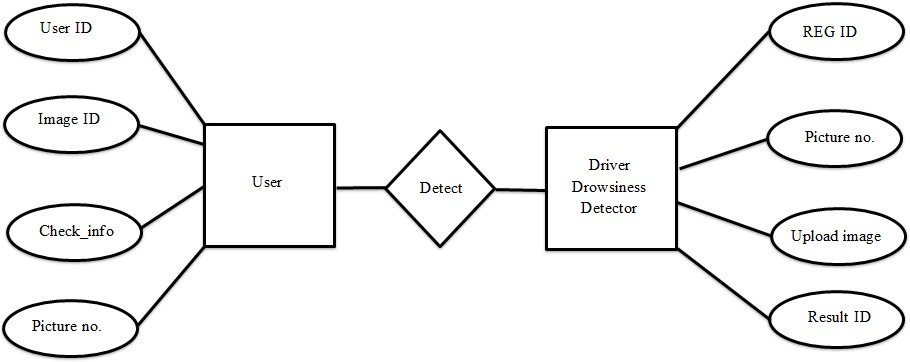 User ID
Image ID
Check_info
Picture no.
User
Detect
Driver
Drowsiness
Detector
REG ID
Picture no.
Upload image
Result ID